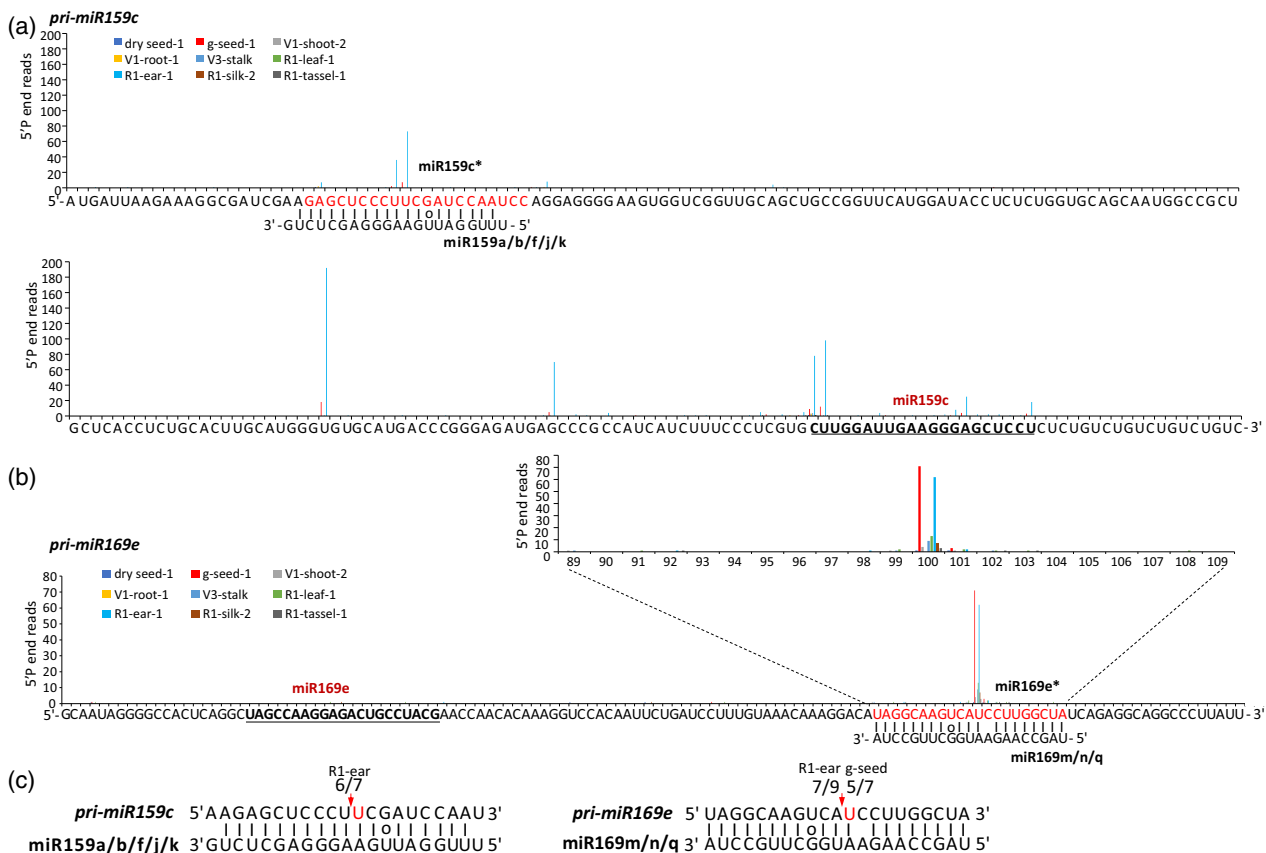 (a)
pri-miR159c
200
180
160
140
120
100
80
60
40
20
0
5'P end reads
dry seed-1 g-seed-1 V1-shoot-2
V1-root-1 V3-stalk R1-leaf-1
R1-ear-1 R1-silk-2 R1-tassel-1
miR159c*
5'-AUGAUUAAGAAAGGCGAUCGAAGAGCUCCCUUCGAUCCAAUCCAGGAGGGGAAGUGGUCGGUUGCAGCUGCCGGUUCAUGGAUACCUCUCUGGUGCAGCAAUGGCCGCU
3'-GUCUCGAGGGAAGUUAGGUUU-5'
miR159a/b/f/j/k
200
180
160
140
120
100
80
60
40
20
0
5'P end reads
miR159c
GCUCACCUCUGCACUUGCAUGGGUGUGCAUGACCCGGGAGAUGAGCCCGCCAUCAUCUUUCCCUCGUGCUUGGAUUGAAGGGAGCUCCUCUCUGUCUGUCUGUCUGUC-3'
(b)
80
70
60
50
40
30
20
10
0
5'P end reads
89 90 91 92 93 94 95 96 97 98 99 100 101 102 103 104 105 106 107 108 109
pri-miR169e
80
70
60
50
40
30
20
10
0
5'P end reads
dry seed-1 g-seed-1 V1-shoot-2
V1-root-1 V3-stalk R1-leaf-1
R1-ear-1 R1-silk-2 R1-tassel-1
miR169e
miR169e*
5'-GCAAUAGGGGCCACUCAGGCUAGCCAAGGAGACUGCCUACGAACCAACACAAAGGUCCACAAUUCUGAUCCUUUGUAAACAAAGGACAUAGGCAAGUCAUCCUUGGCUAUCAGAGGCAGGCCCUUAUU-3'
3'- AUCCGUUCGGUAAGAACCGAU-5'
miR169m/n/q
(c)
R1-ear
6/7
pri-miR159c 5'AAGAGCUCCCUUCGAUCCAAU3'
miR159a/b/f/j/k 3'GUCUCGAGGGAAGUUAGGUUU5'
R1-ear g-seed
7/9 5/7
pri-miR169e 5' UAGGCAAGUCAUCCUUGGCUA 3'
miR169m/n/q 3' AUCCGUUCGGUAAGAACCGAU 5'